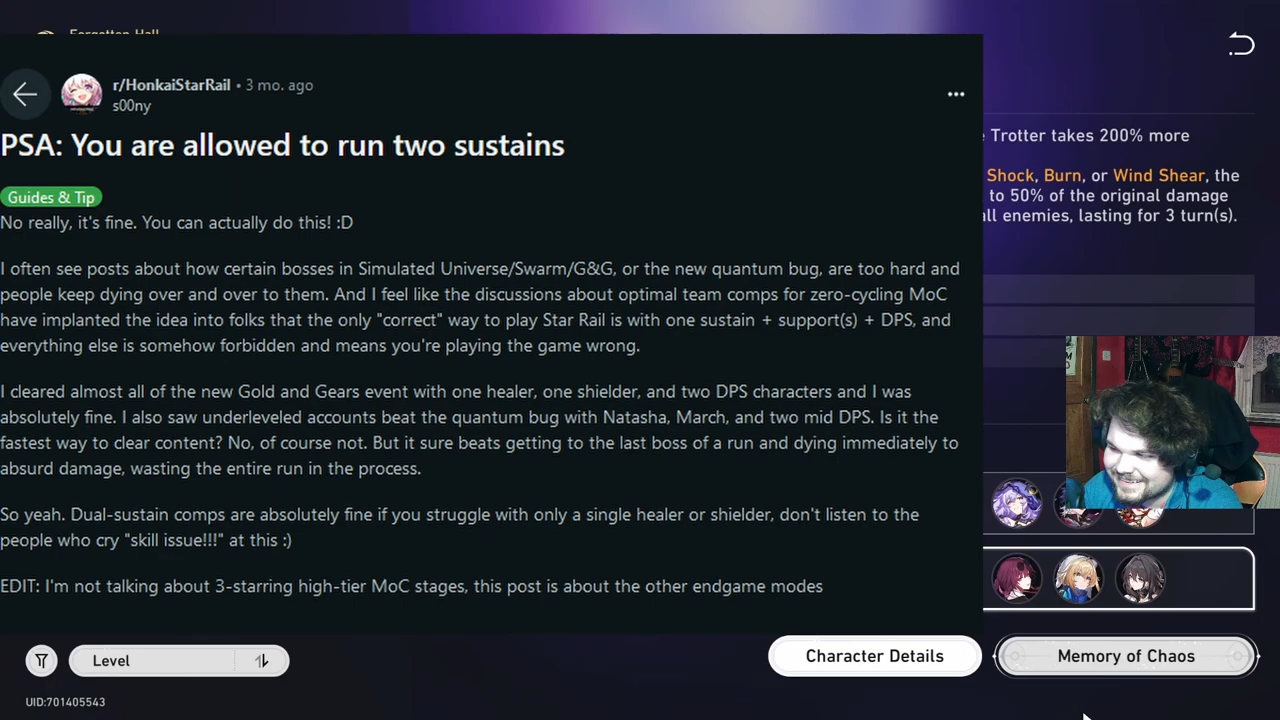 Forgotten Hall
r/HonkaiStarRail • 3 mo. ago
s00ny
PSA: You are allowed to run two sustains
Guides & Tip
No really, it's fine. You can actually do this! :D
I often see posts about how certain bosses in Simulated Universe/Swarm/G&G, or the new quantum bug, are too hard and
people keep dying over and over to them. And I feel like the discussions about optimal team comps for zero-cycling MoC
have implanted the idea into folks that the only "correct" way to play Star Rail is with one sustain + support(s) + DPS, and
everything else is somehow forbidden and means you're playing the game wrong.
I cleared almost all of the new Gold and Gears event with one healer, one shielder, and two DPS characters and I was
absolutely fine. I also saw underleveled accounts beat the quantum bug with Natasha, March, and two mid DPS. Is it the
fastest way to clear content? No, of course not. But it sure beats getting to the last boss of a run and dying immediately to
absurd damage, wasting the entire run in the process.
So yeah. Dual-sustain comps are absolutely fine if you struggle with only a single healer or shielder, don't listen to the
people who cry "skill issue!!!" at this :)
EDIT: I'm not talking about 3-starring high-tier MoC stages, this post is about the other endgame modes
Trotter takes 200% more
Shock, Burn, or Wind Shear, the
to 50% of the original damage
all enemies, lasting for 3 turn(s).
Level
Character Details
Memory of Chaos
UID:701405543